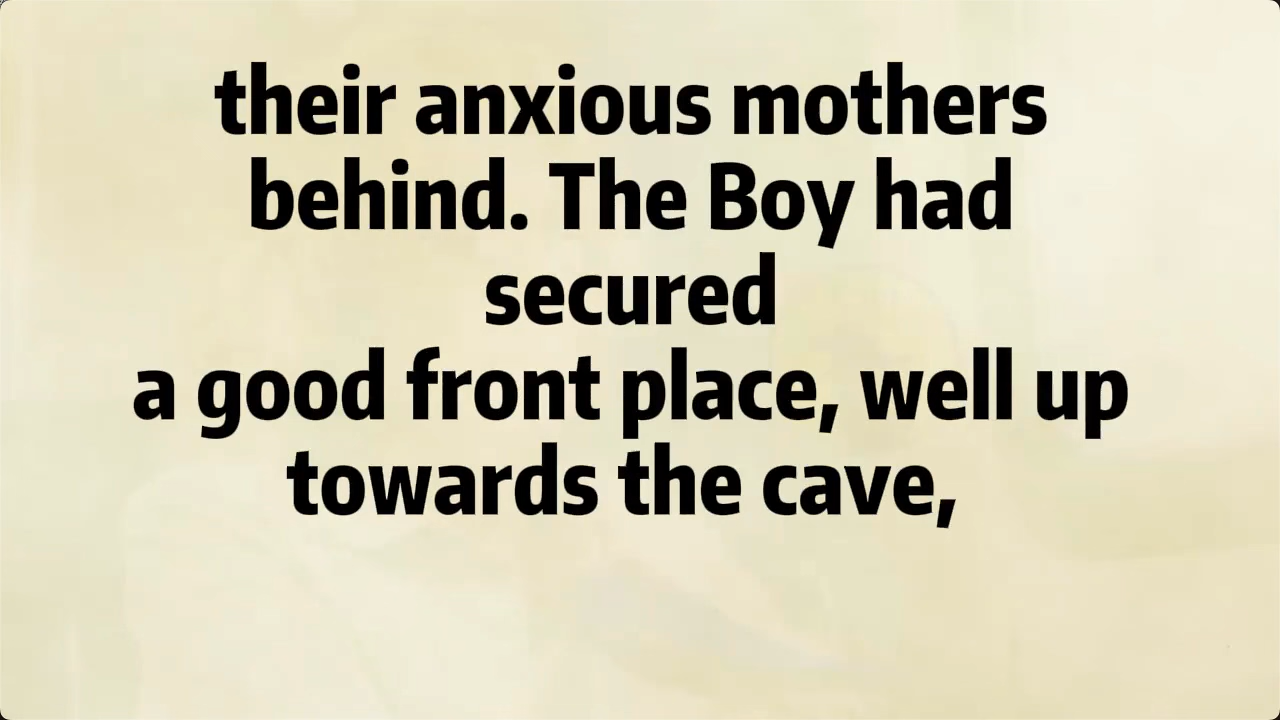 their anxious mothers
behind. The Boy had
secured
a good front place, well up
towards the cave,